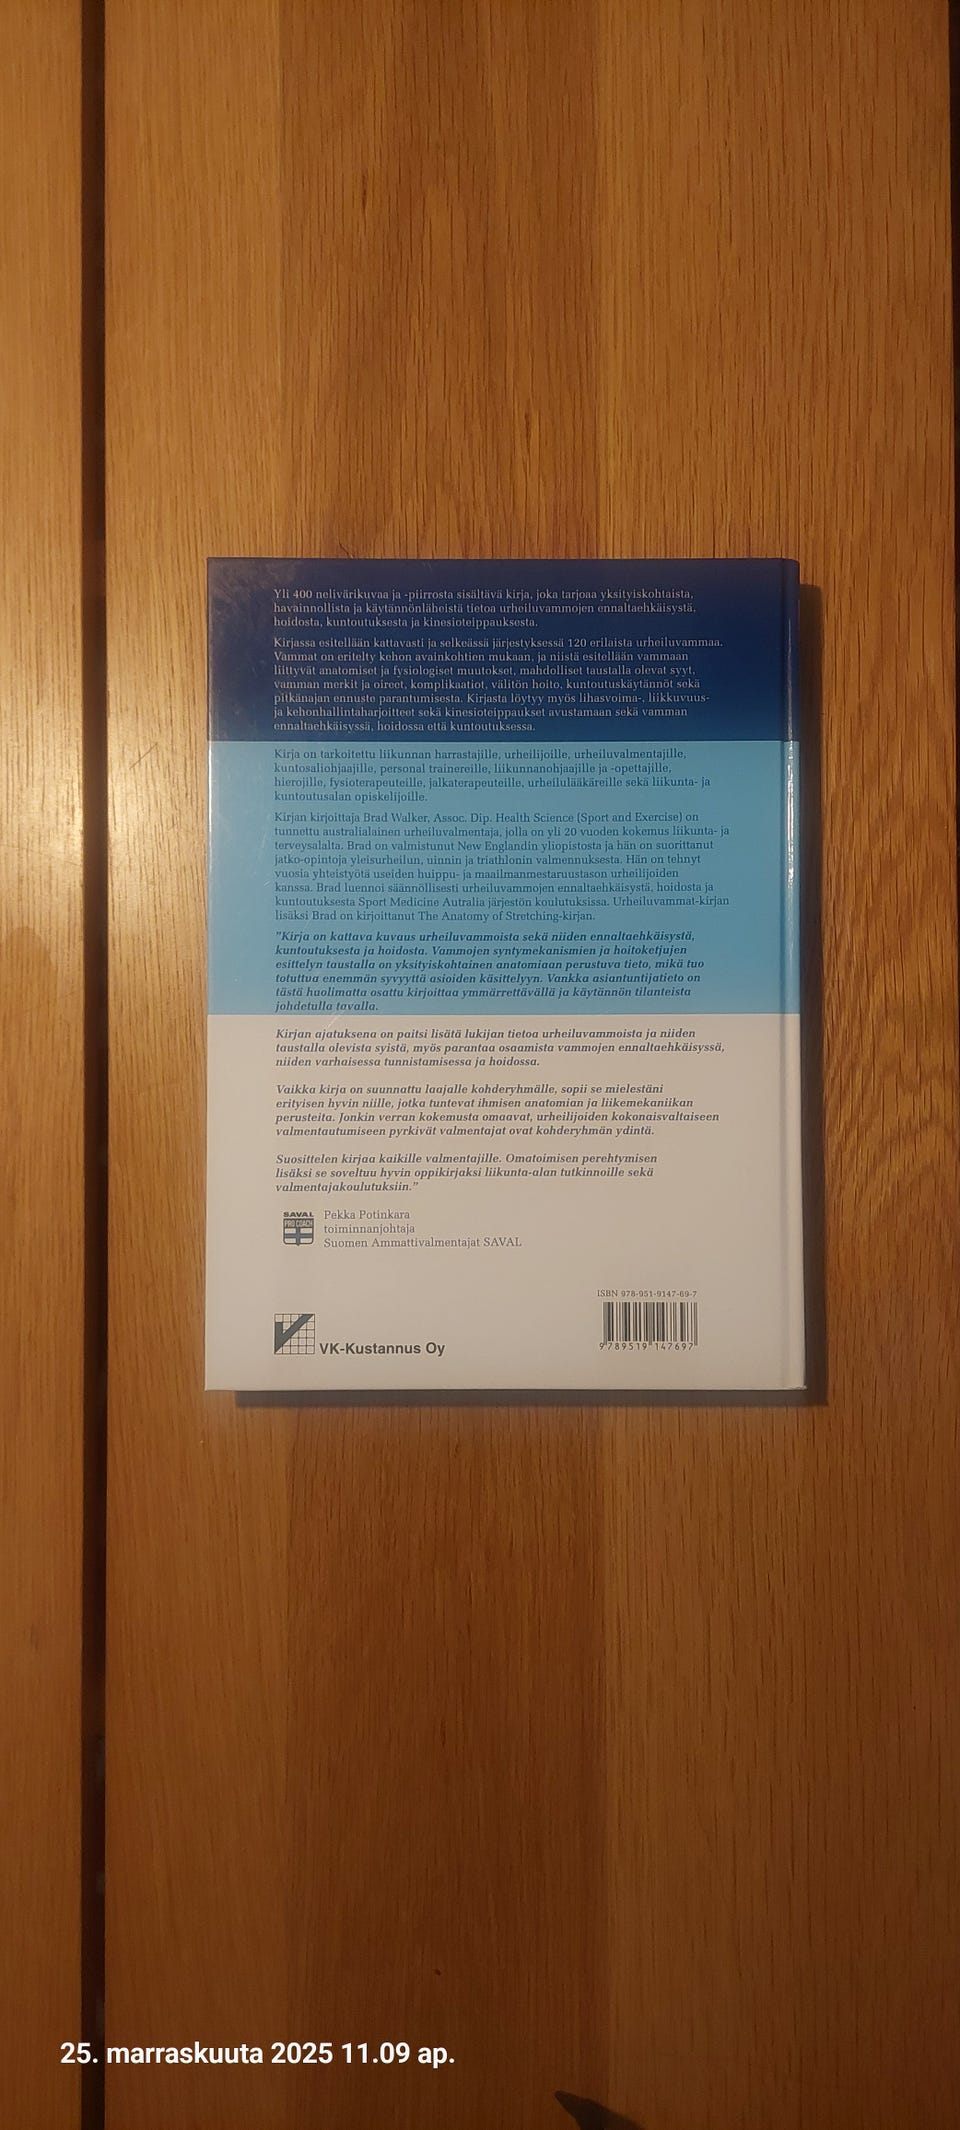 Yli 400 nelivärikuvaa ja -piirrosta sisältävä kirja, joka tarjoaa yksityiskohtaista,
havainnollista ja käytännönläheistä tietoa urheiluvammojen ennaltaehkäisystä,
hoidosta, kuntoutuksesta ja kinesioteippauksesta.
Kirjassa esitellään kattavasti ja selkeässä järjestyksessä 120 erilaista urheiluvammaa.
Vammat on eritelty kehon avainkohtien mukaan, ja niistä esitellään vammaan
liittyvät anatomiset ja fysiologiset muutokset, mahdolliset taustalla olevat syyt,
vamman merkit ja oireet, komplikaatiot, välitön hoito, kuntoutuskäytännöt sekä
pitkänajan ennuste parantumisesta. Kirjasta löytyy myös lihasvoima-, liikkuvuus-
ja kehonhallintaharjoitteet sekä kinesioteippaukset avustamaan sekä vamman
ennaltaehkäisyssä, hoidossa että kuntoutuksessa.
Kirja on tarkoitettu liikunnan harrastajille, urheilijoille, urheiluvalmentajille,
kuntosaliohjaajille, personal trainereille, liikunnanohjaajille ja -opettajille,
hierojille, fysioterapeuteille, jalkaterapeuteille, urheilulääkäreille sekä liikunta- ja
kuntoutusalan opiskelijoille.
Kirjan kirjoittaja Brad Walker, Assoc. Dip. Health Science (Sport and Exercise) on
tunnettu australialainen urheiluvalmentaja, jolla on yli 20 vuoden kokemus liikunta- ja
terveysalalta. Brad on valmistunut New Englandin yliopistosta ja hän on suorittanut
jatko-opintoja yleisurheilun, uinnin ja triathlonin valmennuksesta. Hän on tehnyt
vuosia yhteistyötä useiden huippu- ja maailmanmestaruustason urheilijoiden
kanssa. Brad luennoi säännöllisesti urheiluvammojen ennaltaehkäisystä, hoidosta ja
kuntoutuksesta Sport Medicine Autralia järjestön koulutuksissa. Urheiluvammat-kirjan
lisäksi Brad on kirjoittanut The Anatomy of Stretching-kirjan.
"Kirja on kattava kuvaus urheiluvammoista sekä niiden ennaltaehkäisystä,
kuntoutuksesta ja hoidosta. Vammojen syntymekanismien ja hoitoketjujen
esittelyn taustalla on yksityiskohtainen anatomiaan perustuva tieto, mikä tuo
totuttua enemmän syvyyttä asioiden käsittelyyn. Vankka asiantuntijatieto on
tästä huolimatta osattu kirjoittaa ymmärrettävällä ja käytännön tilanteista
johdetulla tavalla.
Kirjan ajatuksena on paitsi lisätä lukijan tietoa urheiluvammoista ja niiden
taustalla olevista syistä, myös parantaa osaamista vammojen ennaltaehkäisyssä,
niiden varhaisessa tunnistamisessa ja hoidossa.
Vaikka kirja on suunnattu laajalle kohderyhmälle, sopii se mielestäni
erityisen hyvin niille, jotka tuntevat ihmisen anatomian ja liikemekaniikan
perusteita. Jonkin verran kokemusta omaavat, urheilijoiden kokonaisvaltaiseen
valmentautumiseen pyrkivät valmentajat ovat kohderyhmän ydintä.
Suosittelen kirjaa kaikille valmentajille. Omatoimisen perehtymisen
lisäksi se soveltuu hyvin oppikirjaksi liikunta-alan tutkinnoille sekä
valmentajakoulutuksiin."
SAVAL
PRO COACH
Pekka Potinkara
toiminnanjohtaja
Suomen Ammattivalmentajat SAVAL
ISBN 978-951-9147-69-7
9 789519 147697
VK-Kustannus Oy
25. marraskuuta 2025 11.09 ap.